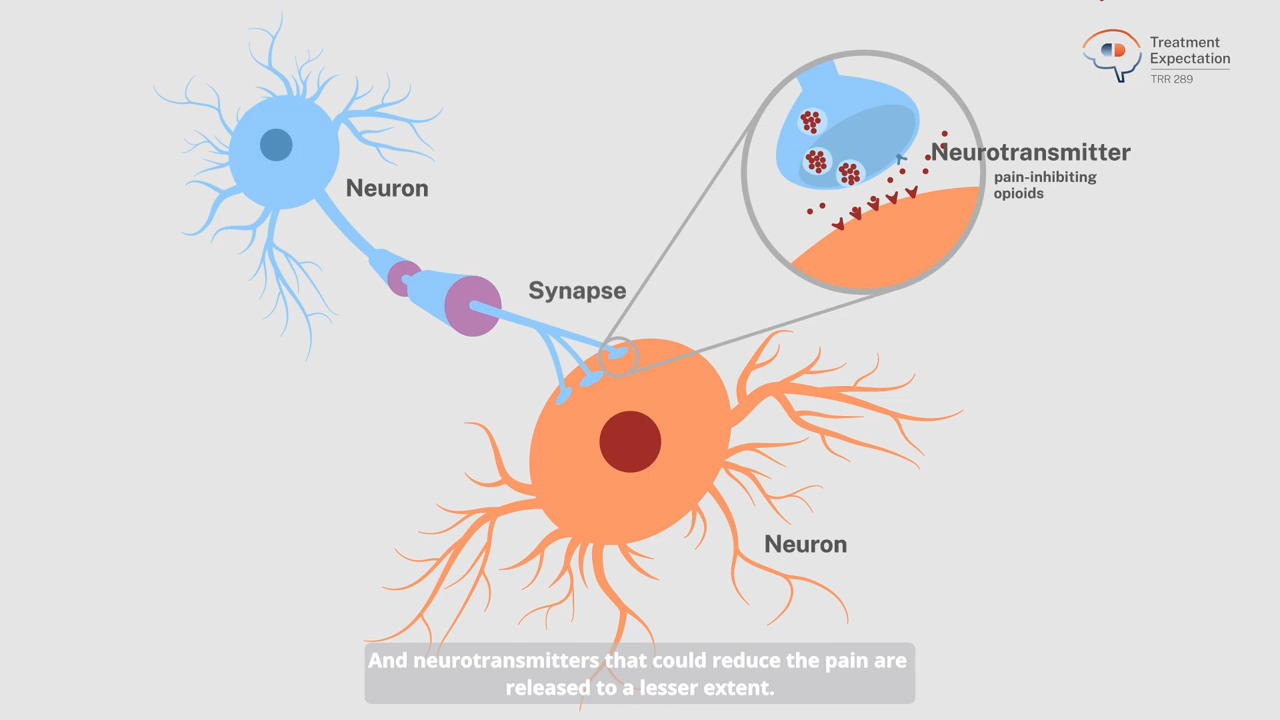 Treatment
Expectation
TRR 289
Neurotransmitter
pain-inhibiting
opioids
Neuron
Synapse
Neuron
And neurotransmitters that could reduce the pain are
released to a lesser extent.